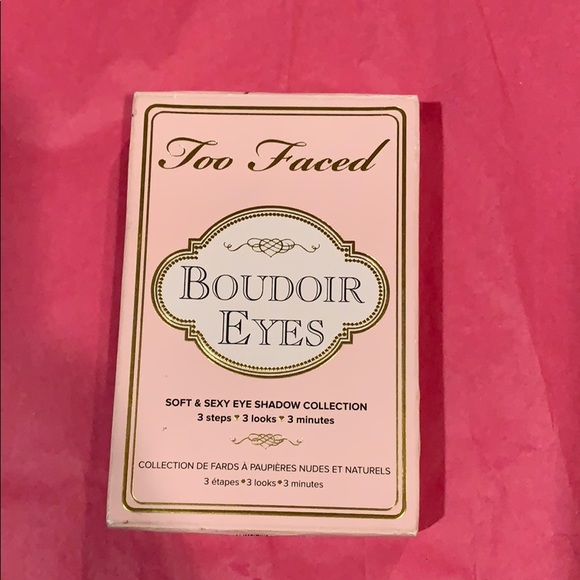 Too Faced
BOUDOIR
EYES
SOFT & SEXY EYE SHADOW COLLECTION
3 steps 3 looks 3 minutes
COLLECTION DE FARDS À PAUPIÈRES NUDES ET NATURELS
3 étapes 3 looks 3 minutes